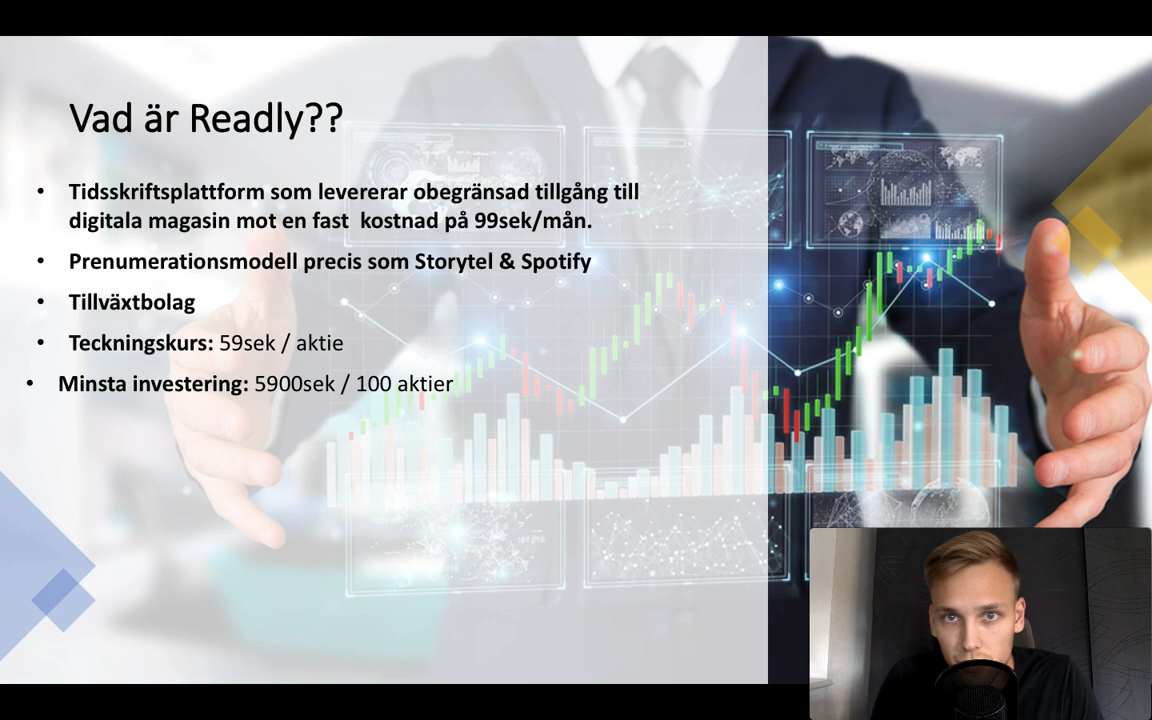 Vad är Readly??
• Tidsskriftsplattform som levererar obegränsad tillgång till
digitala magasin mot en fast  kostnad på 99sek/mån.
• Prenumerationsmodell precis som Storytel & Spotify
• Tillväxtbolag
• Teckningskurs: 59sek / aktie
• Minsta investering: 5900sek / 100 aktier